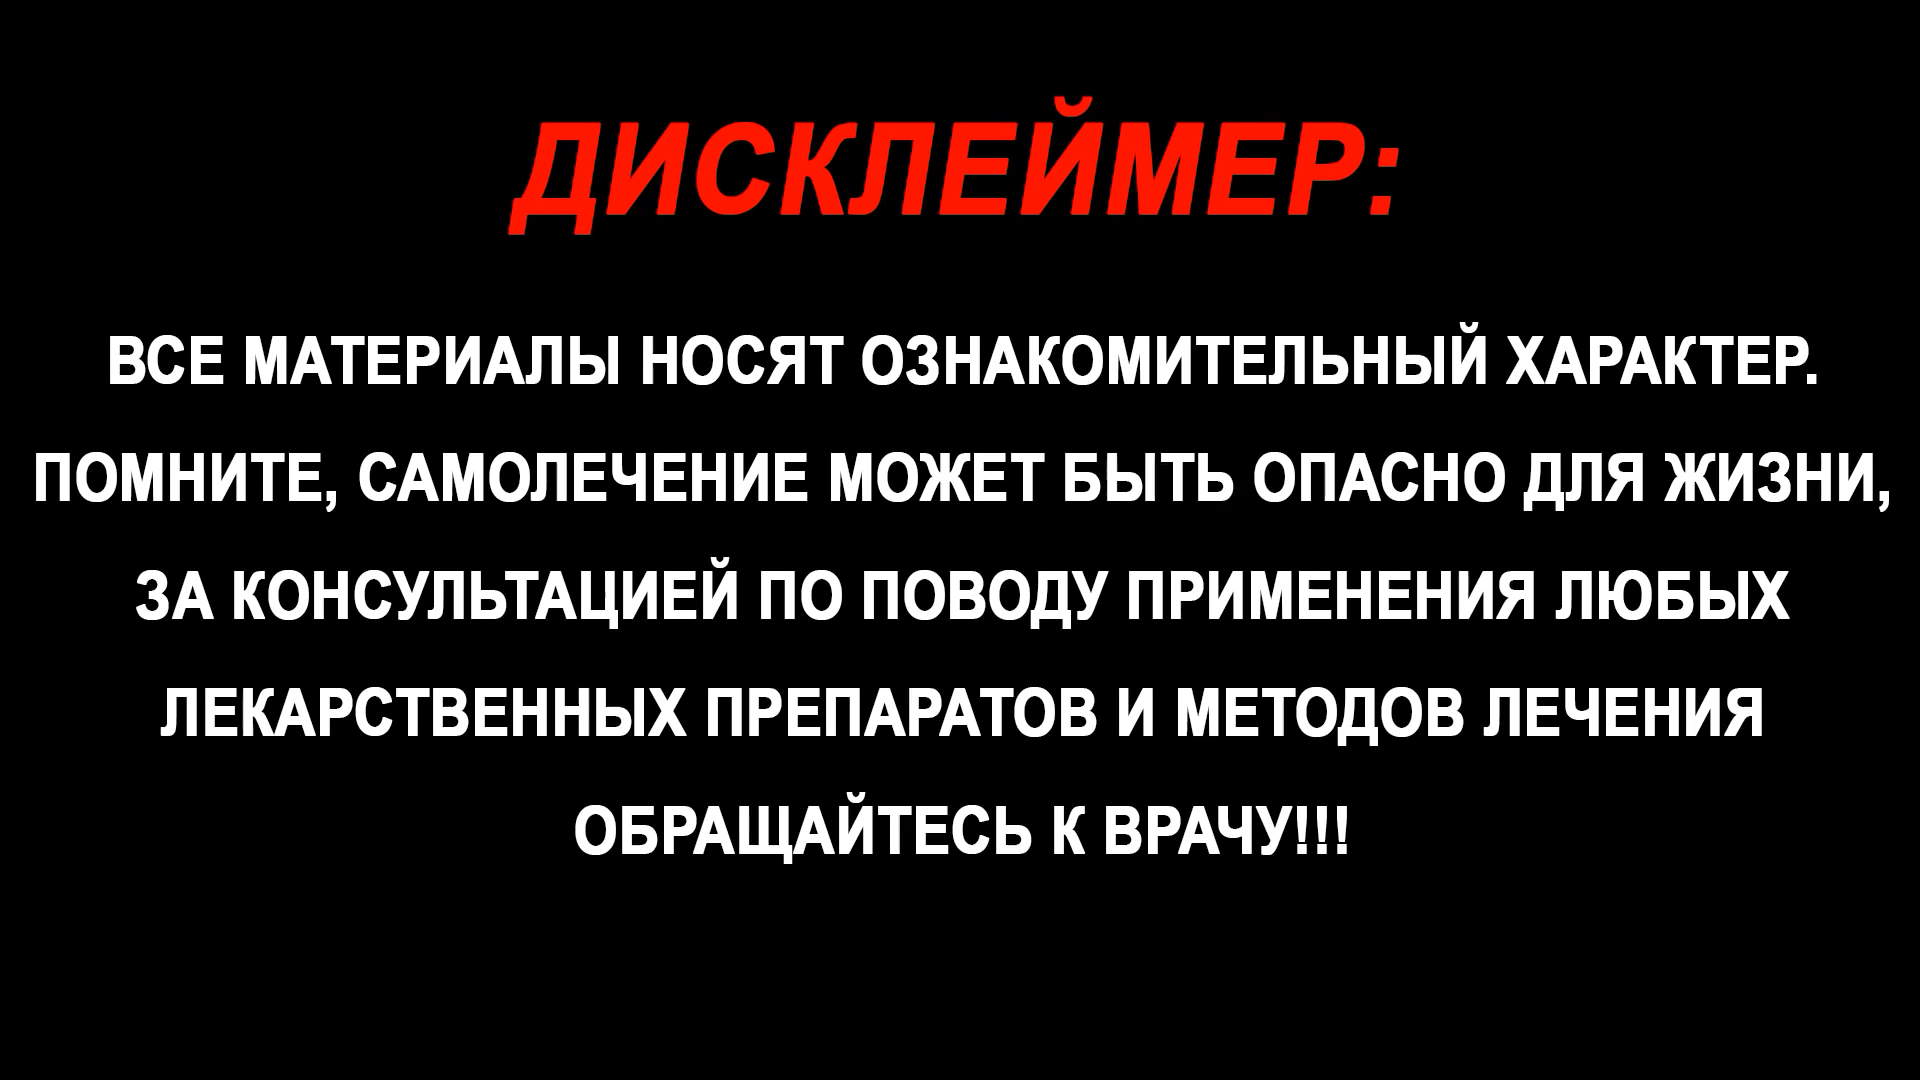 ДИСКЛЕЙМЕР:
ВСЕ МАТЕРИАЛЫ НОСЯТ ОЗНАКОМИТЕЛЬНЫЙ ХАРАКТЕР.
ПОМНИТЕ, САМОЛЕЧЕНИЕ МОЖЕТ БЫТЬ ОПАСНО ДЛЯ ЖИЗНИ,
ЗА КОНСУЛЬТАЦИЕЙ ПО ПОВОДУ ПРИМЕНЕНИЯ ЛЮБЫХ
ЛЕКАРСТВЕННЫХ ПРЕПАРАТОВ И МЕТОДОВ ЛЕЧЕНИЯ
ОБРАЩАЙТЕСЬ К ВРАЧУ!!!